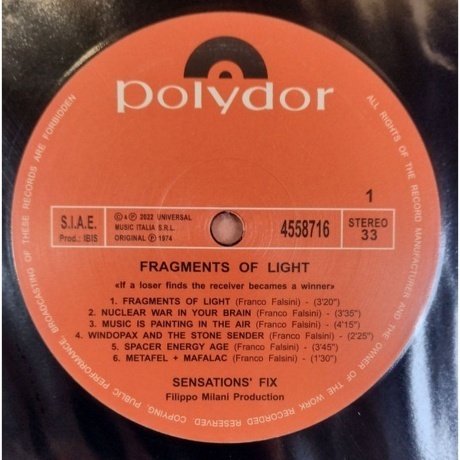 polydor
ALL RIGHTS OF THE RECORD MANUFACTURER AND THE OWNER OF THE WORK RECORDED RESERVED. COPYING, PUBLIC PERFORMANCE, BROADCASTING OF THESE RECORDS ARE FORBIDDEN
1
S.I.A.E.
Prod.: IBIS
© & ℗ 2022 UNIVERSAL
MUSIC ITALIA S.R.L.
ORIGINAL ℗ 1974
4558716
STEREO
33
FRAGMENTS OF LIGHT
«If a loser finds the receiver becames a winner»
1. FRAGMENTS OF LIGHT (Franco Falsini) - (3'20")
2. NUCLEAR WAR IN YOUR BRAIN (Franco Falsini) - (3'35")
3. MUSIC IS PAINTING IN THE AIR (Franco Falsini) - (4'15")
4. WINDOPAX AND THE STONE SENDER (Franco Falsini) - (2'25")
5. SPACER ENERGY AGE (Franco Falsini) - (3'45")
6. METAFEL + MAFALAC (Franco Falsini) - (1'30")
SENSATIONS' FIX
Filippo Milani Production